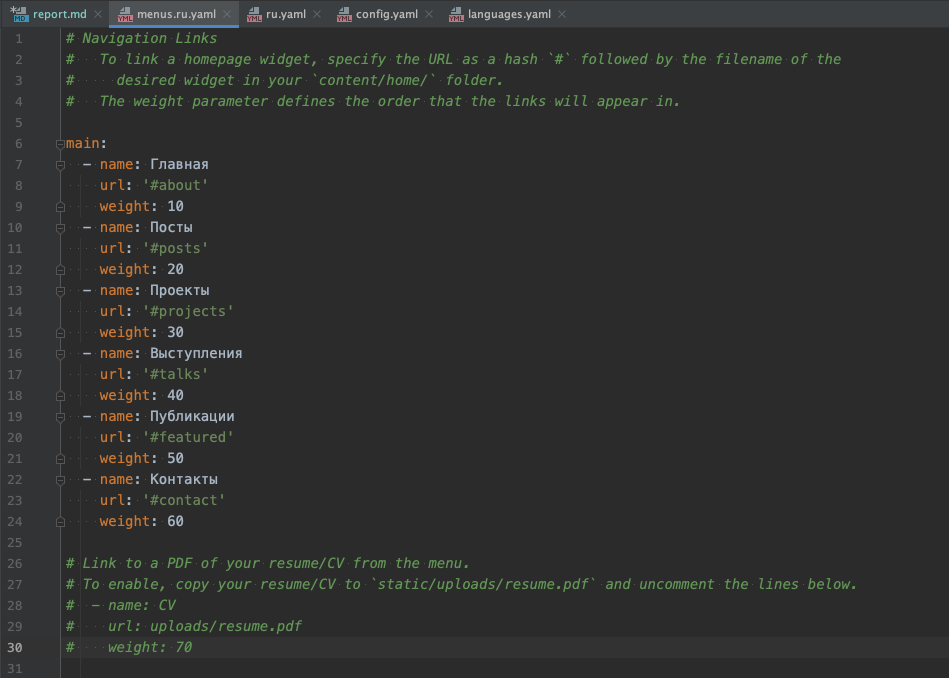 report.md menus.ru.yaml ru.yaml config.yaml languages.yaml
1 # Navigation Links
2 #   To link a homepage widget, specify the URL as a hash `#` followed by the filename of the
3 #     desired widget in your `content/home/` folder.
4 #   The weight parameter defines the order that the links will appear in.
5
6 main:
7   - name: Главная
8     url: '#about'
9     weight: 10
10   - name: Посты
11     url: '#posts'
12     weight: 20
13   - name: Проекты
14     url: '#projects'
15     weight: 30
16   - name: Выступления
17     url: '#talks'
18     weight: 40
19   - name: Публикации
20     url: '#featured'
21     weight: 50
22   - name: Контакты
23     url: '#contact'
24     weight: 60
25
26 # Link to a PDF of your resume/CV from the menu.
27 # To enable, copy your resume/CV to `static/uploads/resume.pdf` and uncomment the lines below.
28 #  - name: CV
29 #    url: uploads/resume.pdf
30 #    weight: 70
31